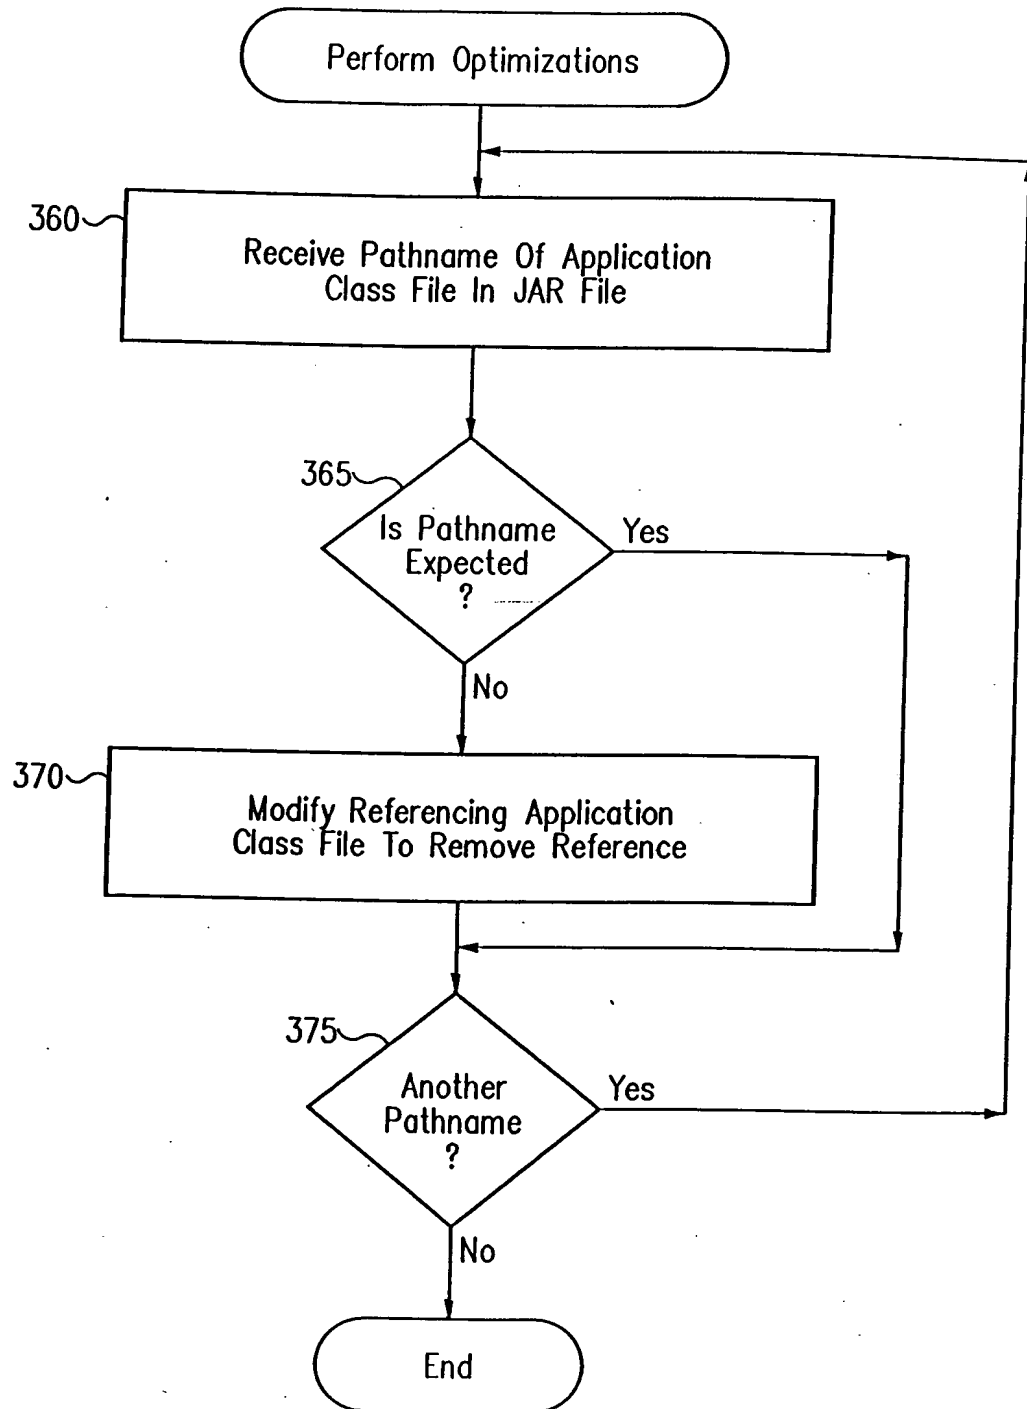 Perform Optimizations
360
Receive Pathname Of Application
Class File In JAR File
365
Is Pathname
Expected
?
Yes
No
370
Modify Referencing Application
Class File To Remove Reference
375
Another
Pathname
?
Yes
No
End